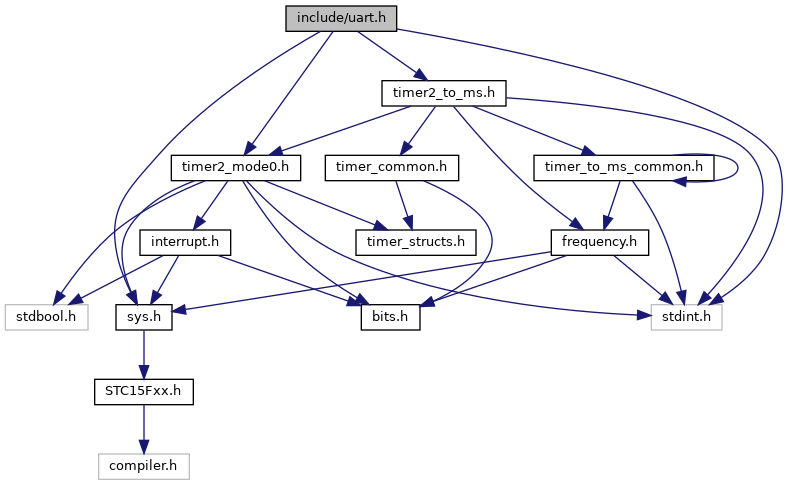 include/uart.h
timer2_to_ms.h
timer2_mode0.h
timer_common.h
timer_to_ms_common.h
interrupt.h
timer_structs.h
frequency.h
stdbool.h
sys.h
bits.h
stdint.h
STC15Fxx.h
compiler.h